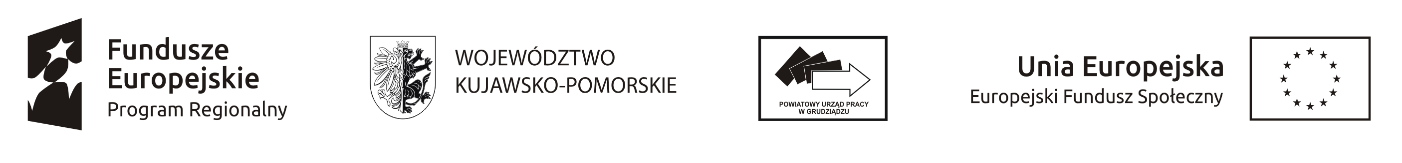 Fundusze
Europejskie
Program Regionalny
WOJEWÓDZTWO
KUJAWSKO-POMORSKIE
POWIATOWY URZĄD PRACY
W GRUDZIĄDZU
Unia Europejska
Europejski Fundusz Społeczny